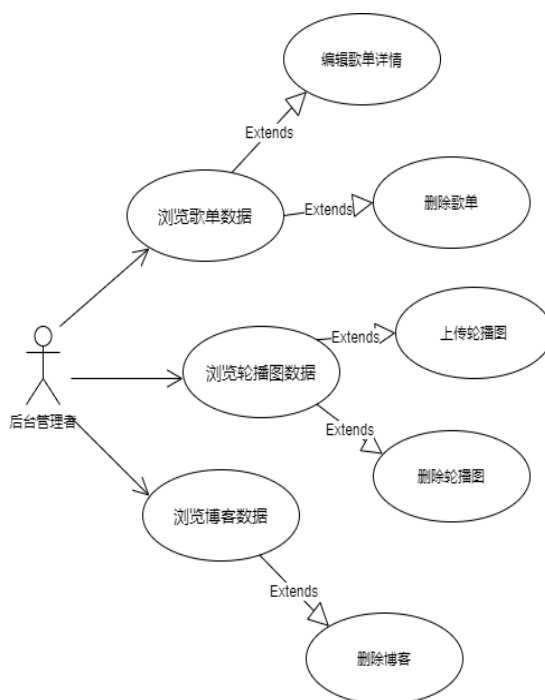 编辑歌单详情
Extends
浏览歌单数据
Extends
删除歌单
后台管理者
浏览轮播图数据
Extends
上传轮播图
Extends
删除轮播图
浏览博客数据
Extends
删除博客